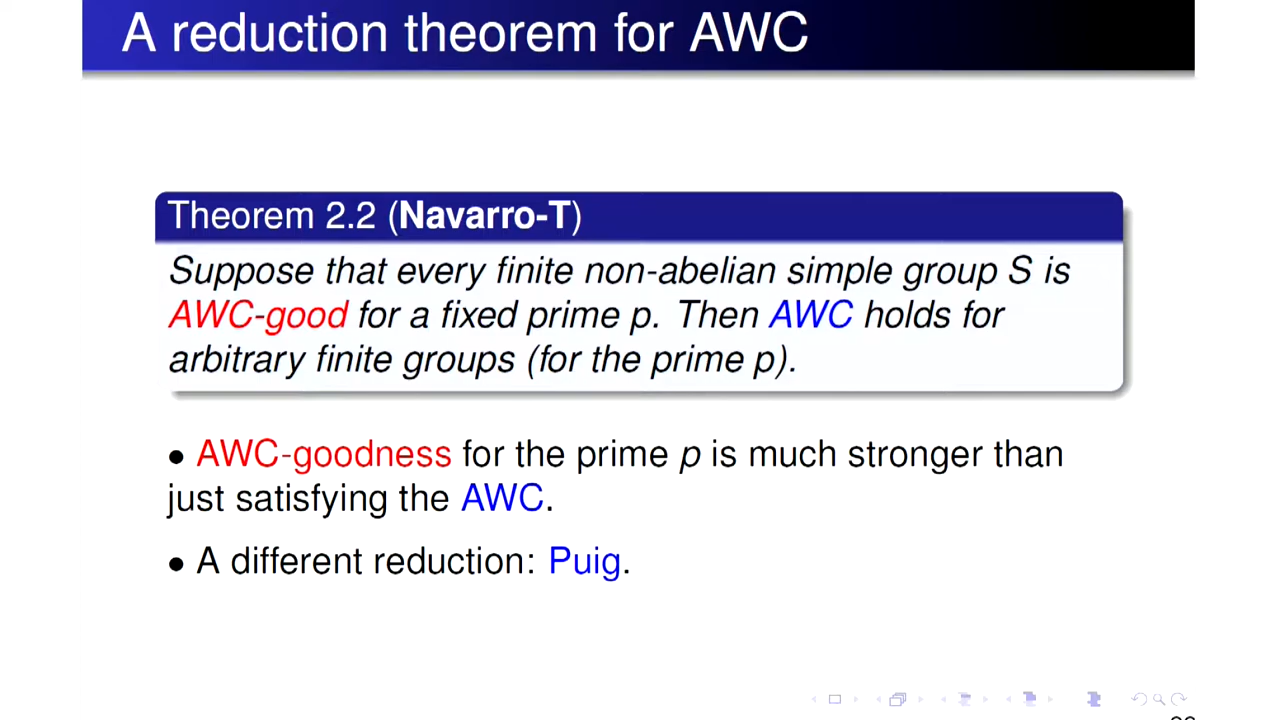 A reduction theorem for AWC
Theorem 2.2 (Navarro-T)
Suppose that every finite non-abelian simple group S is
AWC-good for a fixed prime p. Then AWC holds for
arbitrary finite groups (for the prime p).
• AWC-goodness for the prime p is much stronger than
just satisfying the AWC.
• A different reduction: Puig.